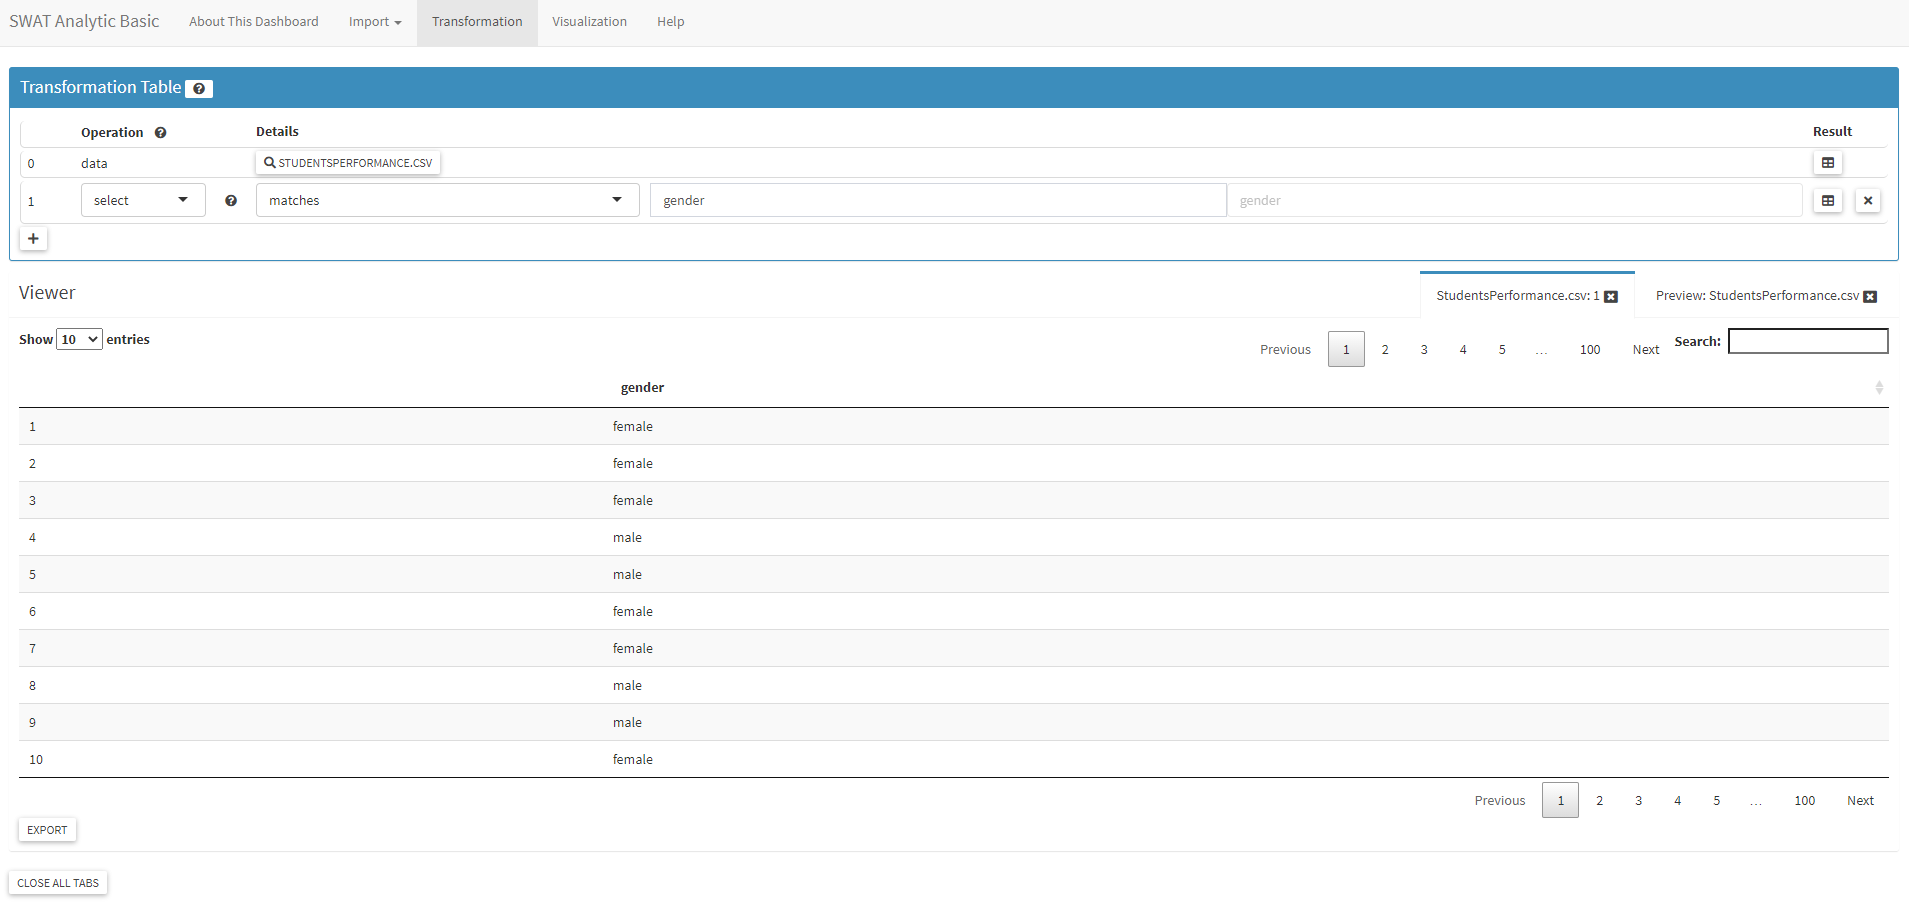 SWAT Analytic Basic About This Dashboard Import Transformation Visualization Help
Transformation Table
Operation Details Result
0 data STUDENTSPERFORMANCE.CSV
1 select matches gender gender
Viewer StudentsPerformance.csv: 1 Preview: StudentsPerformance.csv
Show 10 entries Previous 1 2 3 4 5 … 100 Next Search:
gender
1 female
2 female
3 female
4 male
5 male
6 female
7 female
8 male
9 male
10 female
Previous 1 2 3 4 5 … 100 Next
EXPORT
CLOSE ALL TABS